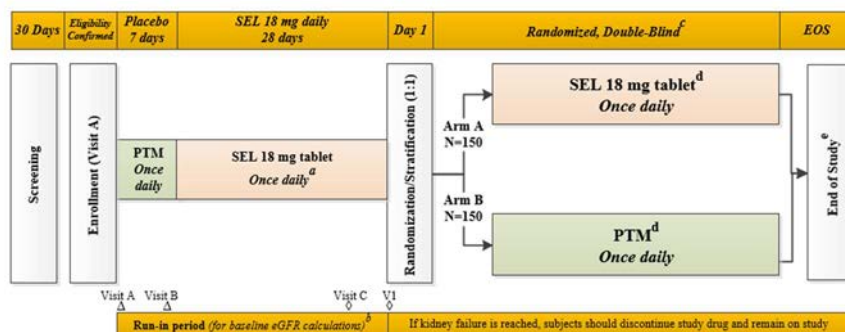 30 Days
Eligibility
Confirmed
Placebo
7 days
SEL 18 mg daily
28 days
Day 1
Randomized, Double-Blind^c
EOS
Screening
Enrollment (Visit A)
PTM
Once
daily
SEL 18 mg tablet
Once daily^a
Randomization/Stratification (1:1)
Arm A
N=150
SEL 18 mg tablet^d
Once daily
Arm B
N=150
PTM^d
Once daily
End of Study^e
Visit A
Visit B
Visit C
V1
Run-in period (for baseline eGFR calculations)^b
If kidney failure is reached, subjects should discontinue study drug and remain on study